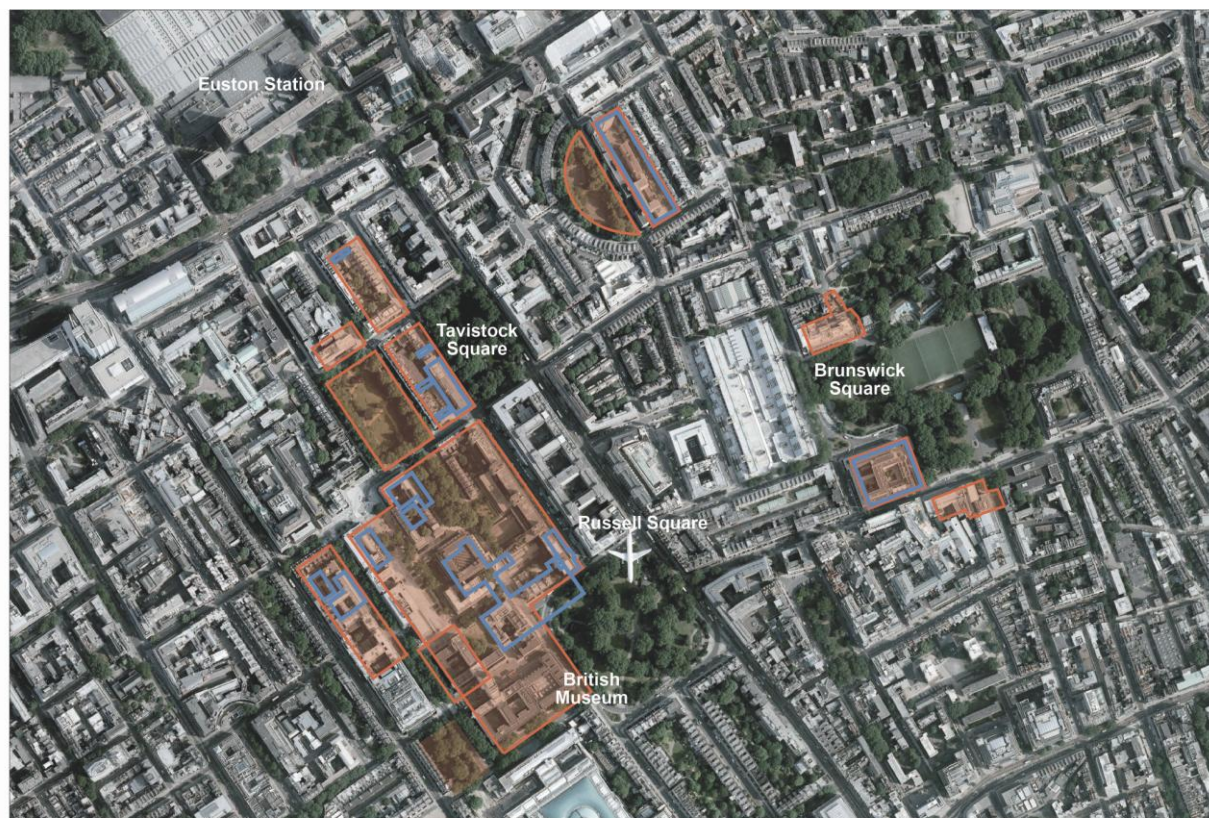 Euston Station
Tavistock
Square
Brunswick
Square
Russell Square
British
Museum